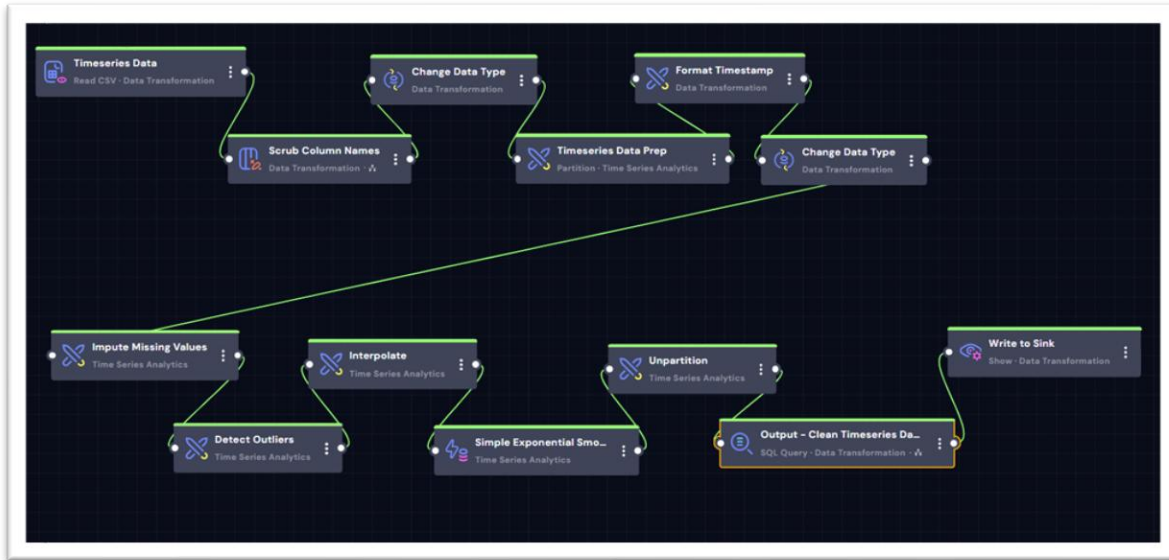 Timeseries Data
Read CSV · Data Transformation
Scrub Column Names
Data Transformation ·
Change Data Type
Data Transformation
Timeseries Data Prep
Partition · Time Series Analytics
Format Timestamp
Data Transformation
Change Data Type
Data Transformation
Impute Missing Values
Time Series Analytics
Detect Outliers
Time Series Analytics
Interpolate
Time Series Analytics
Simple Exponential Smo...
Time Series Analytics
Unpartition
Time Series Analytics
Output - Clean Timeseries Da...
SQL Query · Data Transformation ·
Write to Sink
Show · Data Transformation